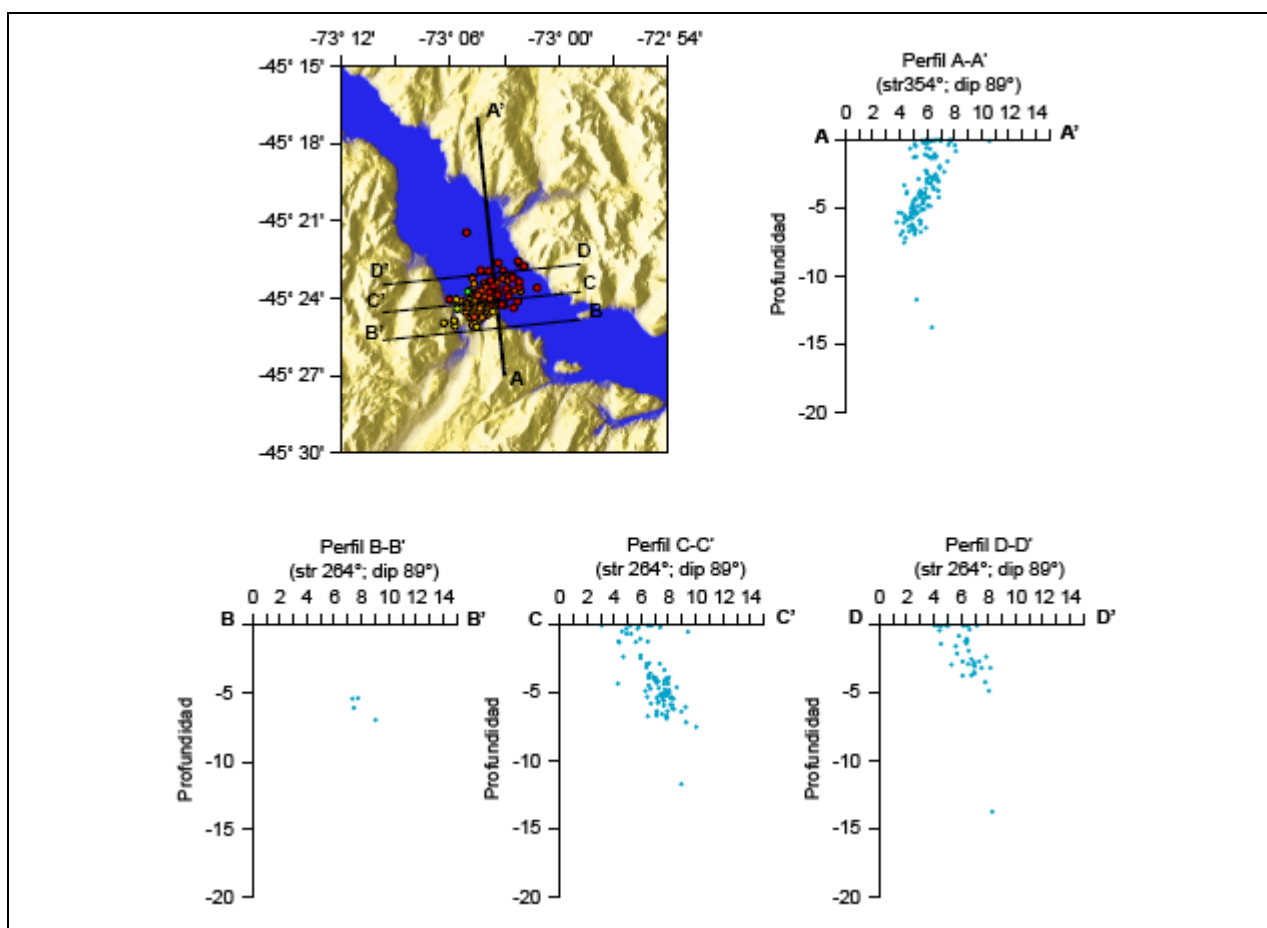 -73° 12' -73° 06' -73° 00' -72° 54'
-45° 15'
-45° 18'
-45° 21'
-45° 24'
-45° 27'
-45° 30'
A'
D'
D
C'
C
B'
B
A
Perfil A-A'
(str354°; dip 89°)
0 2 4 6 8 10 12 14
A A'
Profundidad
-5
-10
-15
-20
Perfil B-B'
(str 264°; dip 89°)
0 2 4 6 8 10 12 14
B B'
Profundidad
-5
-10
-15
-20
Perfil C-C'
(str 264°; dip 89°)
0 2 4 6 8 10 12 14
C C'
Profundidad
-5
-10
-15
-20
Perfil D-D'
(str 264°; dip 89°)
0 2 4 6 8 10 12 14
D D'
Profundidad
-5
-10
-15
-20